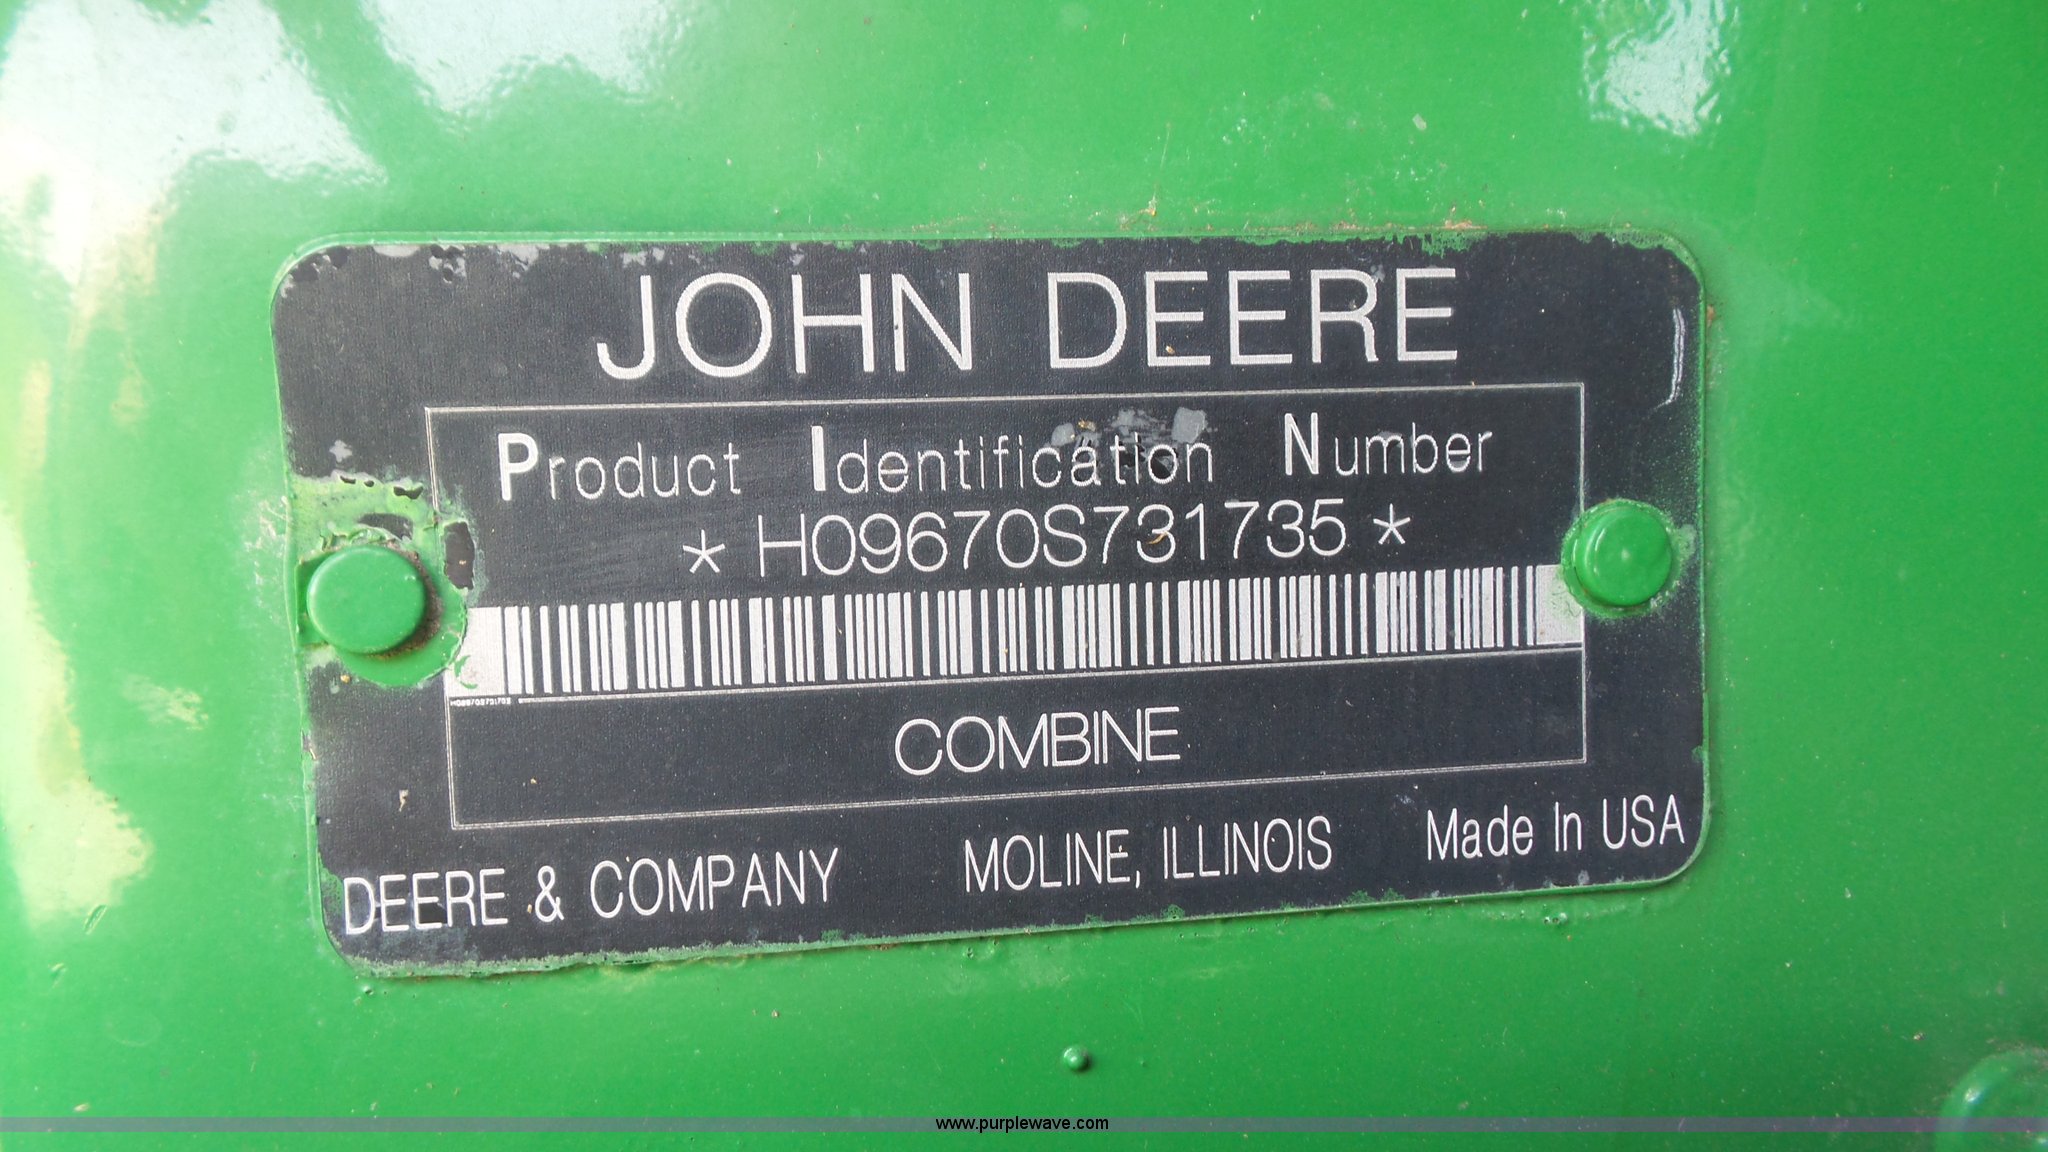 JOHN DEERE
Product Identification Number
* H09670S731735 *
COMBINE
DEERE & COMPANY MOLINE, ILLINOIS Made In USA
www.purplewave.com